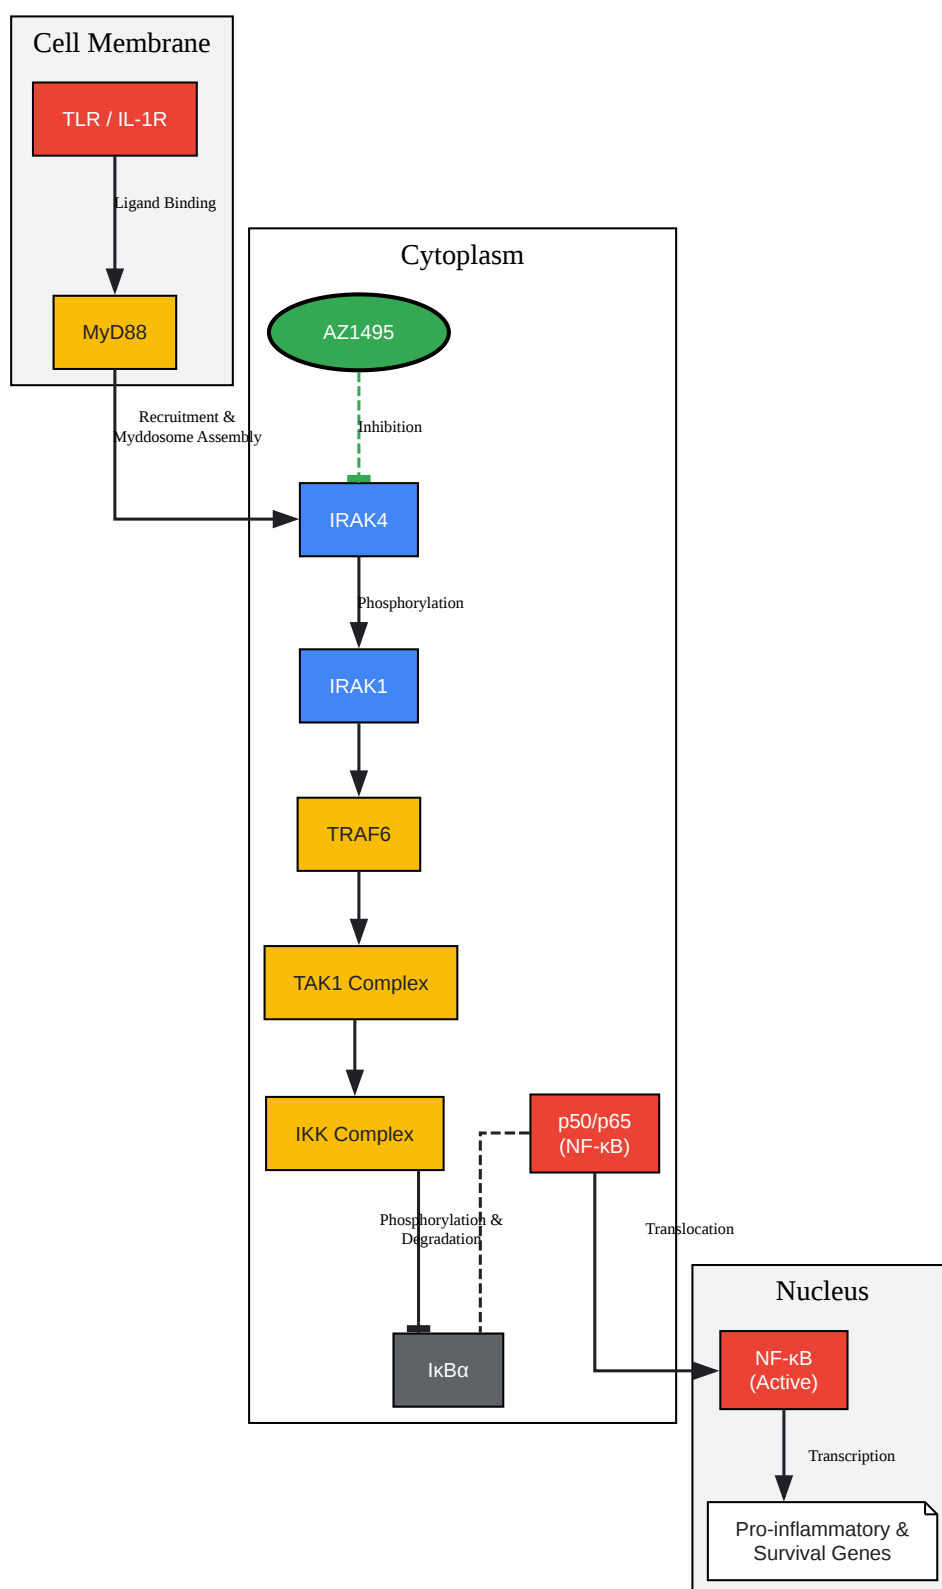 Cell Membrane
TLR / IL-1R
Ligand Binding
MyD88
Recruitment &
Myddosome Assembly
Cytoplasm
AZ1495
Inhibition
IRAK4
Phosphorylation
IRAK1
TRAF6
TAK1 Complex
IKK Complex
p50/p65
(NF-κB)
Phosphorylation &
Degradation
Translocation
IκBα
Nucleus
NF-κB
(Active)
Transcription
Pro-inflammatory &
Survival Genes